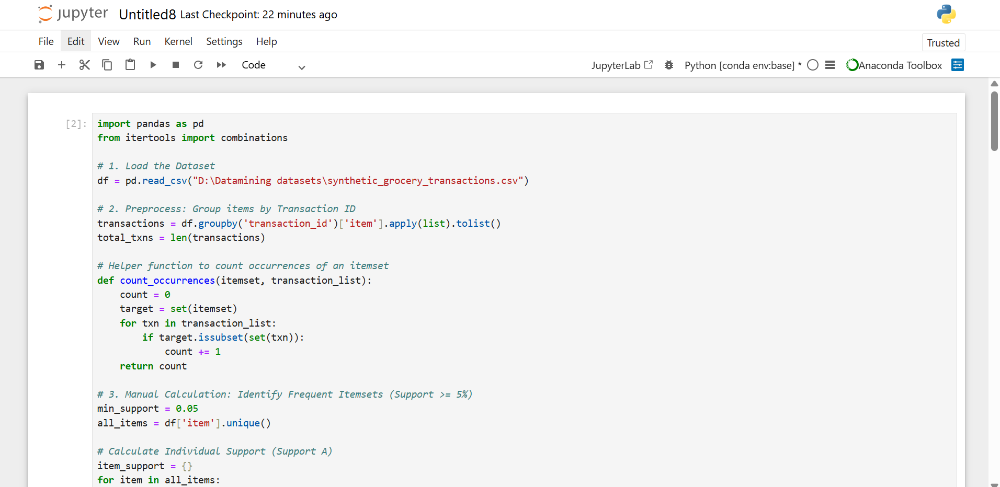 jupyter Untitled8 Last Checkpoint: 22 minutes ago
File Edit View Run Kernel Settings Help Trusted
Code JupyterLab Python [conda env:base] * Anaconda Toolbox
[2]: import pandas as pd
from itertools import combinations
# 1. Load the Dataset
df = pd.read_csv("D:\Datamining datasets\synthetic_grocery_transactions.csv")
# 2. Preprocess: Group items by Transaction ID
transactions = df.groupby('transaction_id')['item'].apply(list).tolist()
total_txns = len(transactions)
# Helper function to count occurrences of an itemset
def count_occurrences(itemset, transaction_list):
    count = 0
    target = set(itemset)
    for txn in transaction_list:
        if target.issubset(set(txn)):
            count += 1
    return count
# 3. Manual Calculation: Identify Frequent Itemsets (Support >= 5%)
min_support = 0.05
all_items = df['item'].unique()
# Calculate Individual Support (Support A)
item_support = {}
for item in all_items: